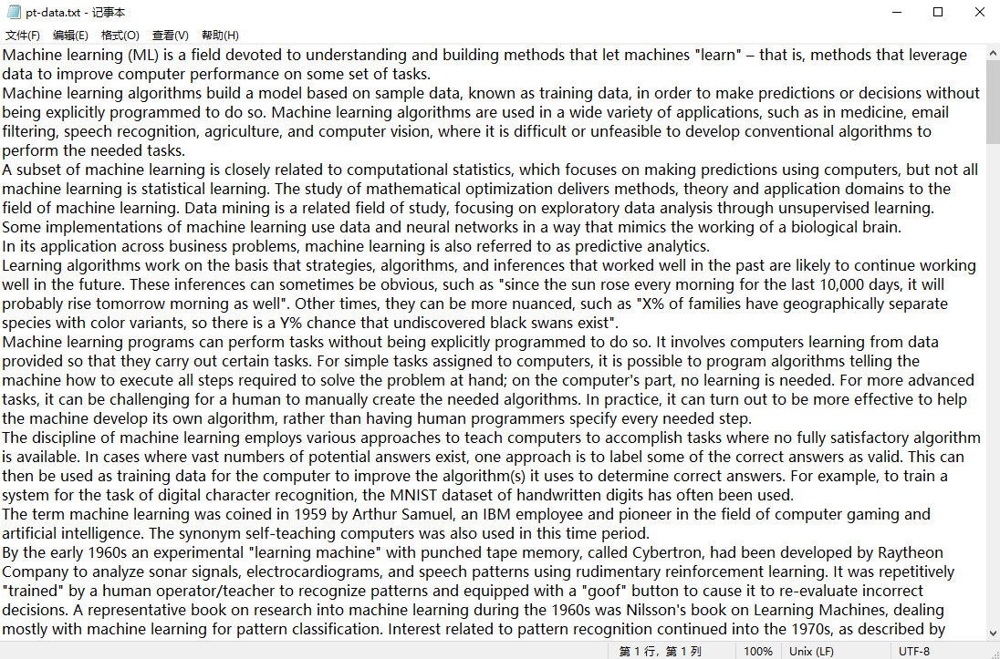 pt-data.txt - 记事本
文件(F) 编辑(E) 格式(O) 查看(V) 帮助(H)
Machine learning (ML) is a field devoted to understanding and building methods that let machines "learn" – that is, methods that leverage
data to improve computer performance on some set of tasks.
Machine learning algorithms build a model based on sample data, known as training data, in order to make predictions or decisions without
being explicitly programmed to do so. Machine learning algorithms are used in a wide variety of applications, such as in medicine, email
filtering, speech recognition, agriculture, and computer vision, where it is difficult or unfeasible to develop conventional algorithms to
perform the needed tasks.
A subset of machine learning is closely related to computational statistics, which focuses on making predictions using computers, but not all
machine learning is statistical learning. The study of mathematical optimization delivers methods, theory and application domains to the
field of machine learning. Data mining is a related field of study, focusing on exploratory data analysis through unsupervised learning.
Some implementations of machine learning use data and neural networks in a way that mimics the working of a biological brain.
In its application across business problems, machine learning is also referred to as predictive analytics.
Learning algorithms work on the basis that strategies, algorithms, and inferences that worked well in the past are likely to continue working
well in the future. These inferences can sometimes be obvious, such as "since the sun rose every morning for the last 10,000 days, it will
probably rise tomorrow morning as well". Other times, they can be more nuanced, such as "X% of families have geographically separate
species with color variants, so there is a Y% chance that undiscovered black swans exist".
Machine learning programs can perform tasks without being explicitly programmed to do so. It involves computers learning from data
provided so that they carry out certain tasks. For simple tasks assigned to computers, it is possible to program algorithms telling the
machine how to execute all steps required to solve the problem at hand; on the computer's part, no learning is needed. For more advanced
tasks, it can be challenging for a human to manually create the needed algorithms. In practice, it can turn out to be more effective to help
the machine develop its own algorithm, rather than having human programmers specify every needed step.
The discipline of machine learning employs various approaches to teach computers to accomplish tasks where no fully satisfactory algorithm
is available. In cases where vast numbers of potential answers exist, one approach is to label some of the correct answers as valid. This can
then be used as training data for the computer to improve the algorithm(s) it uses to determine correct answers. For example, to train a
system for the task of digital character recognition, the MNIST dataset of handwritten digits has often been used.
The term machine learning was coined in 1959 by Arthur Samuel, an IBM employee and pioneer in the field of computer gaming and
artificial intelligence. The synonym self-teaching computers was also used in this time period.
By the early 1960s an experimental "learning machine" with punched tape memory, called Cybertron, had been developed by Raytheon
Company to analyze sonar signals, electrocardiograms, and speech patterns using rudimentary reinforcement learning. It was repetitively
"trained" by a human operator/teacher to recognize patterns and equipped with a "goof" button to cause it to re-evaluate incorrect
decisions. A representative book on research into machine learning during the 1960s was Nilsson's book on Learning Machines, dealing
mostly with machine learning for pattern classification. Interest related to pattern recognition continued into the 1970s, as described by
第 1 行，第 1 列 100% Unix (LF) UTF-8